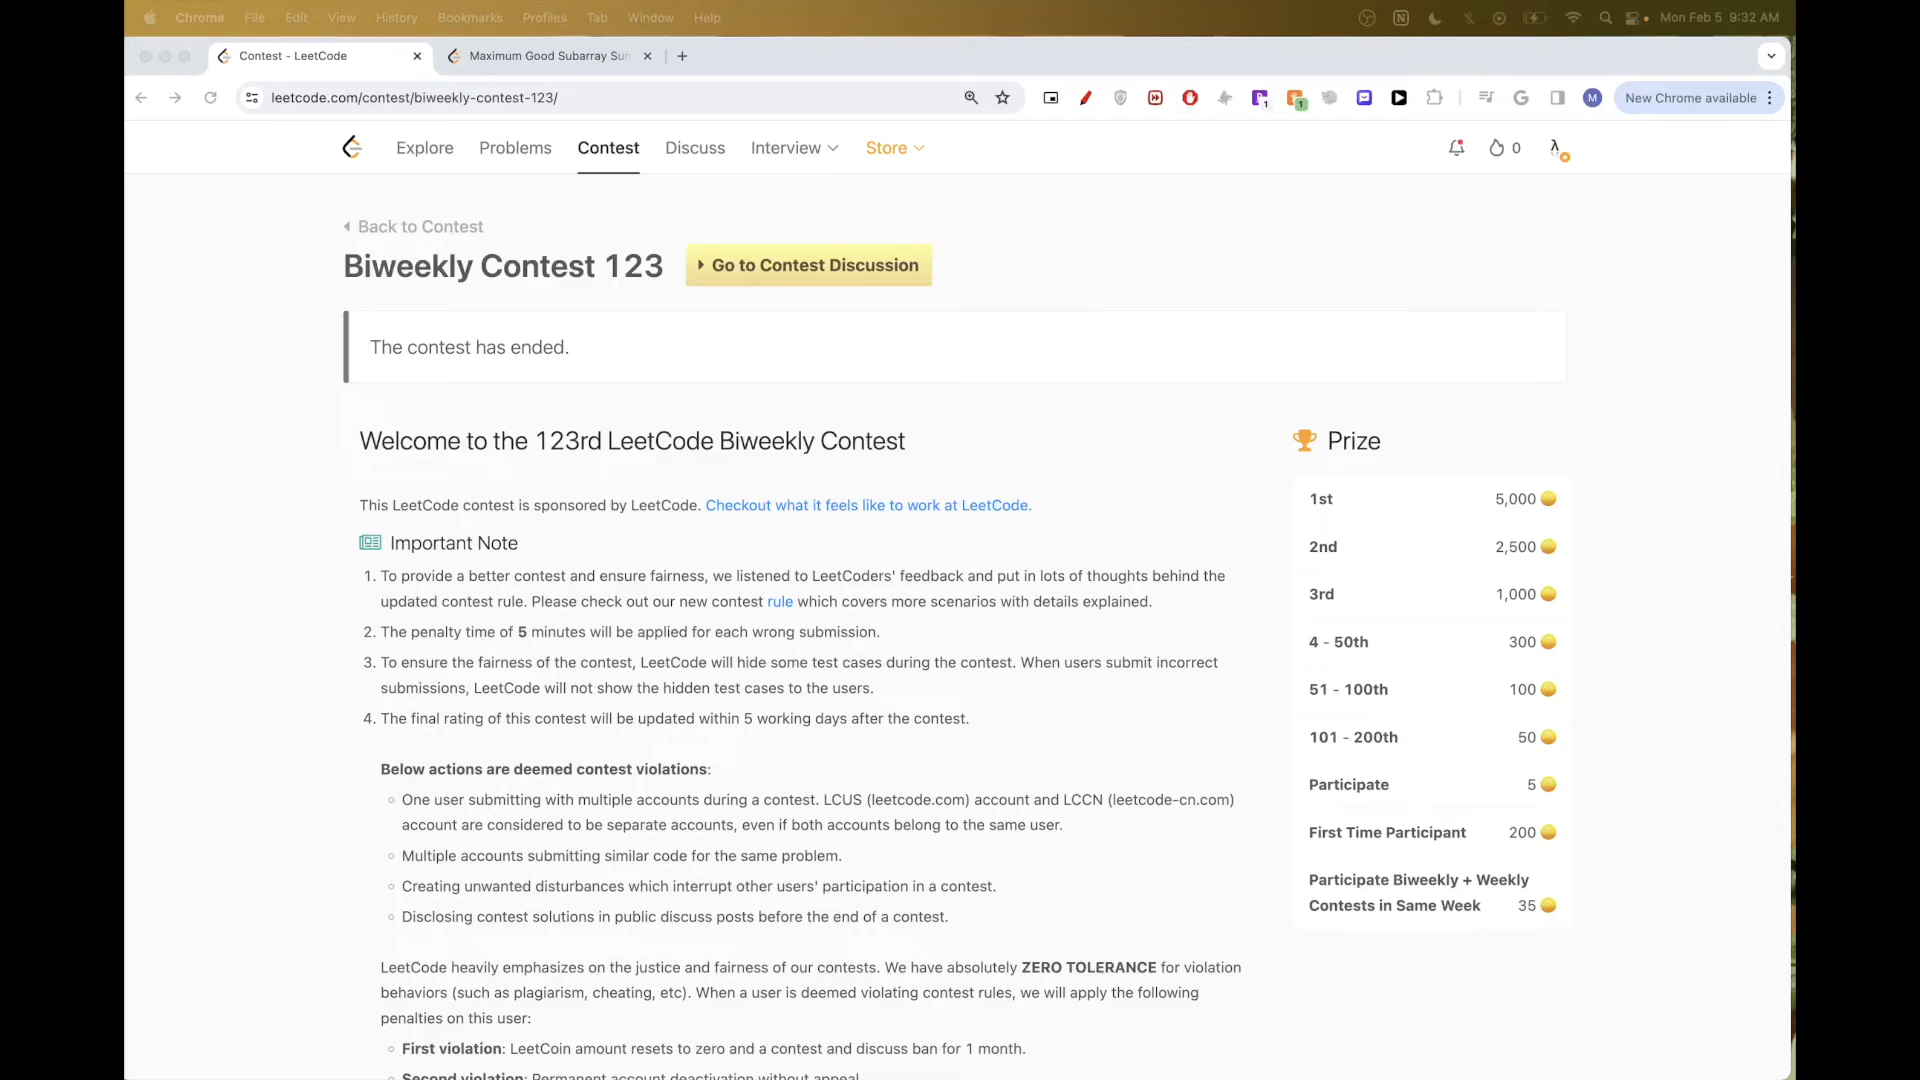 Chrome File Edit View History Bookmarks Profiles Tab Window Help Mon Feb 5 9:32 AM
Contest - LeetCode Maximum Good Subarray Sum
leetcode.com/contest/biweekly-contest-123/ 1 1 M New Chrome available
Explore Problems Contest Discuss Interview Store 0
Back to Contest
Biweekly Contest 123 Go to Contest Discussion
The contest has ended.
Welcome to the 123rd LeetCode Biweekly Contest
This LeetCode contest is sponsored by LeetCode. Checkout what it feels like to work at LeetCode.
Important Note
1. To provide a better contest and ensure fairness, we listened to LeetCoders' feedback and put in lots of thoughts behind the
updated contest rule. Please check out our new contest rule which covers more scenarios with details explained.
2. The penalty time of 5 minutes will be applied for each wrong submission.
3. To ensure the fairness of the contest, LeetCode will hide some test cases during the contest. When users submit incorrect
submissions, LeetCode will not show the hidden test cases to the users.
4. The final rating of this contest will be updated within 5 working days after the contest.
Below actions are deemed contest violations:
One user submitting with multiple accounts during a contest. LCUS (leetcode.com) account and LCCN (leetcode-cn.com)
account are considered to be separate accounts, even if both accounts belong to the same user.
Multiple accounts submitting similar code for the same problem.
Creating unwanted disturbances which interrupt other users' participation in a contest.
Disclosing contest solutions in public discuss posts before the end of a contest.
LeetCode heavily emphasizes on the justice and fairness of our contests. We have absolutely ZERO TOLERANCE for violation
behaviors (such as plagiarism, cheating, etc). When a user is deemed violating contest rules, we will apply the following
penalties on this user:
First violation: LeetCoin amount resets to zero and a contest and discuss ban for 1 month.
Second violation: Permanent account deactivation without appeal.
Prize
1st 5,000
2nd 2,500
3rd 1,000
4 - 50th 300
51 - 100th 100
101 - 200th 50
Participate 5
First Time Participant 200
Participate Biweekly + Weekly
Contests in Same Week 35